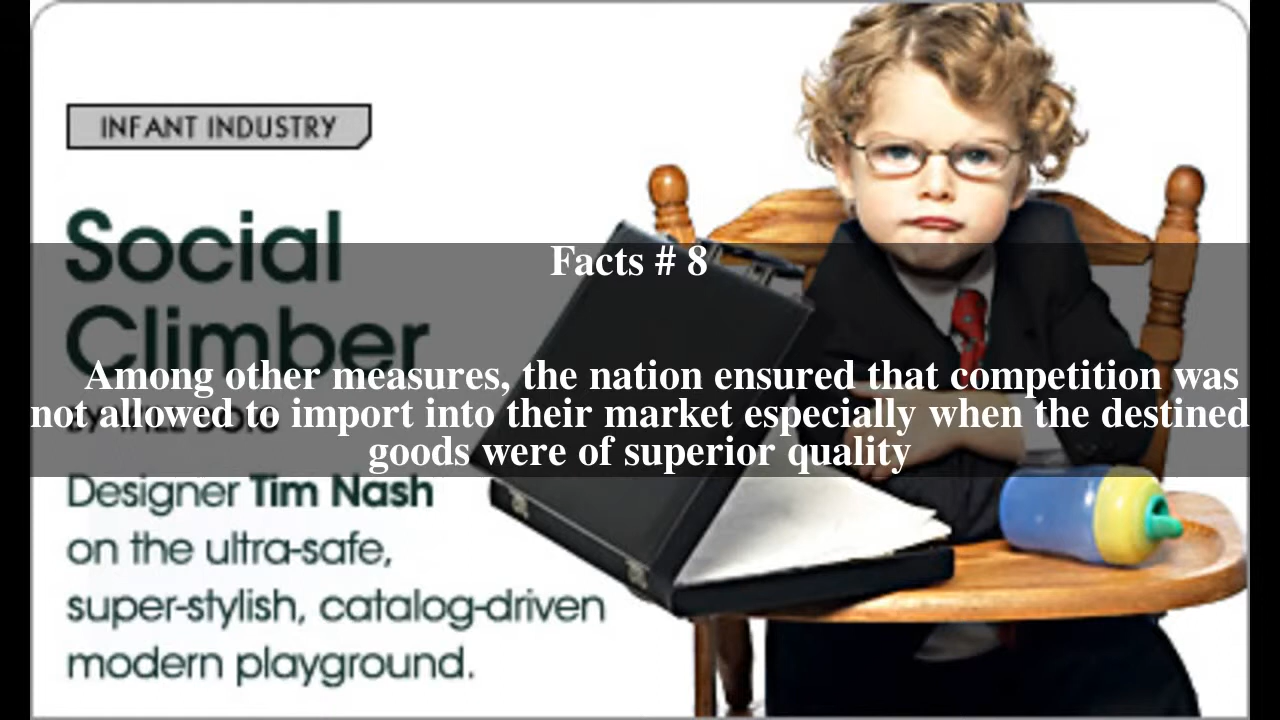 INFANT INDUSTRY
Social
Climber
Facts # 8
Among other measures, the nation ensured that competition was
not allowed to import into their market especially when the destined
goods were of superior quality
Designer Tim Nash
on the ultra-safe,
super-stylish, catalog-driven
modern playground.